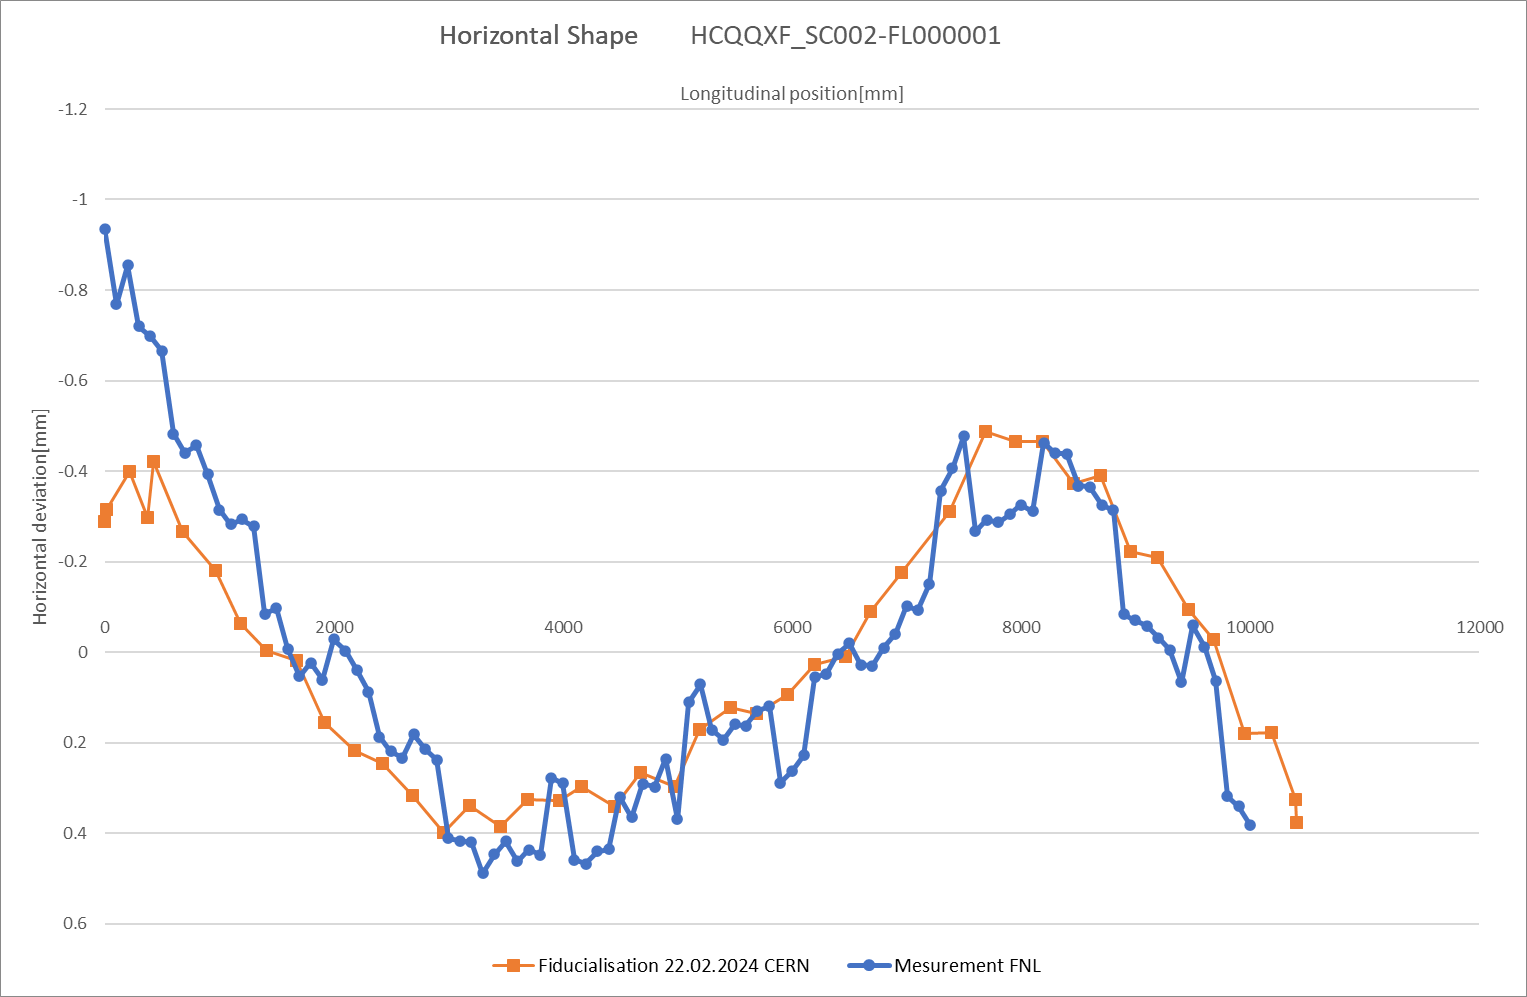 Horizontal Shape HCQQXF_SC002-FL000001
Longitudinal position[mm]
-1.2
-1
-0.8
-0.6
-0.4
-0.2
0
0.2
0.4
0.6
Horizontal deviation[mm]
0 2000 4000 6000 8000 10000 12000
Fiducialisation 22.02.2024 CERN Mesurement FNL